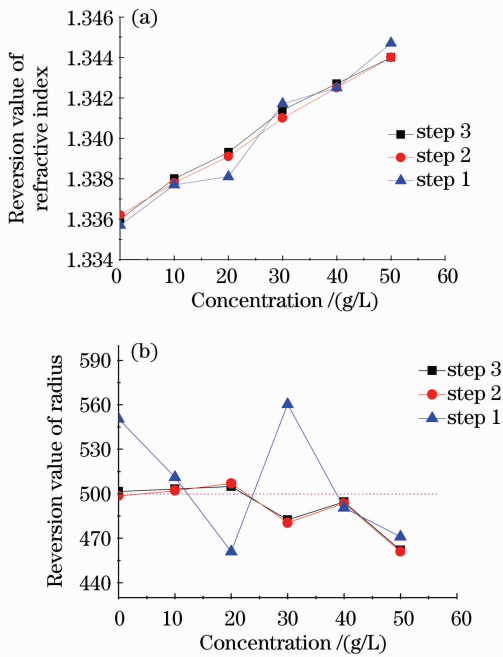 (a)
1.346
1.344
1.342
1.340
1.338
1.336
1.334
Reversion value of
refractive index
step 3
step 2
step 1
0 10 20 30 40 50 60
Concentration /(g/L)
(b)
590
560
530
500
470
440
Reversion value of radius
step 3
step 2
step 1
0 10 20 30 40 50 60
Concentration /(g/L)